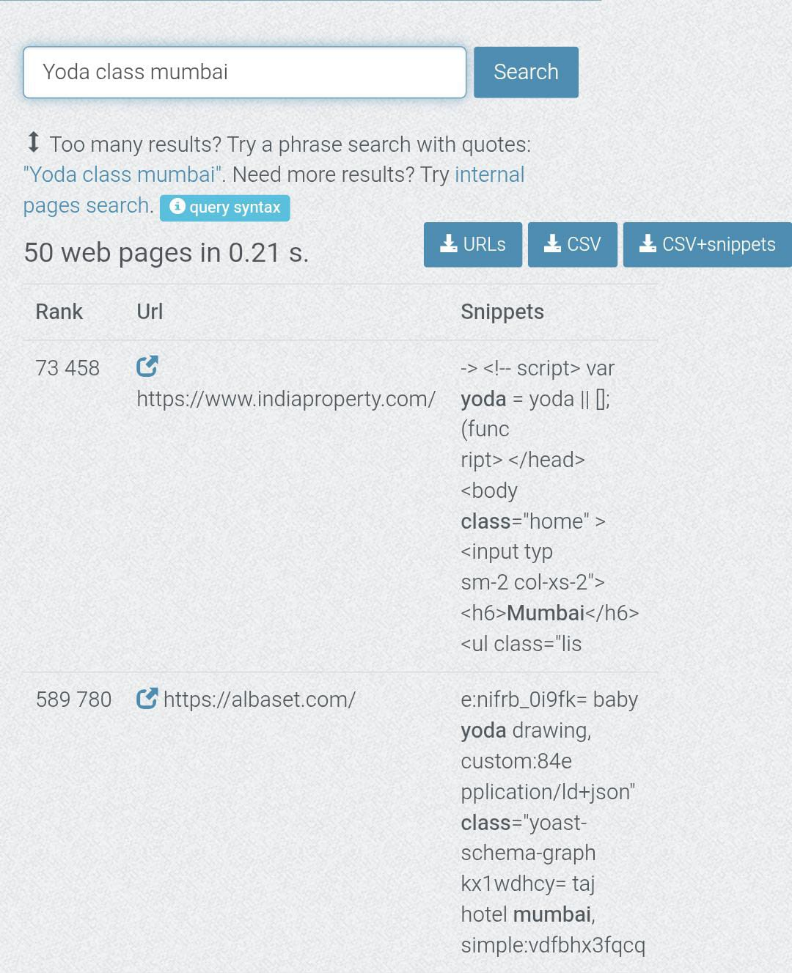 Yoda class mumbai
Search
Too many results? Try a phrase search with quotes:
"Yoda class mumbai". Need more results? Try internal
pages search. query syntax
50 web pages in 0.21 s.
URLs
CSV
CSV+snippets
Rank Url Snippets
73 458
https://www.indiaproperty.com/
-> <!-- script> var
yoda = yoda || [];
(func
ript> </head>
<body
class="home" >
<input typ
sm-2 col-xs-2">
<h6>Mumbai</h6>
<ul class="lis
589 780 https://albaset.com/
e:nifrb_0i9fk= baby
yoda drawing,
custom:84e
pplication/ld+json"
class="yoast-
schema-graph
kx1wdhcy= taj
hotel mumbai,
simple:vdfbhx3fqcq